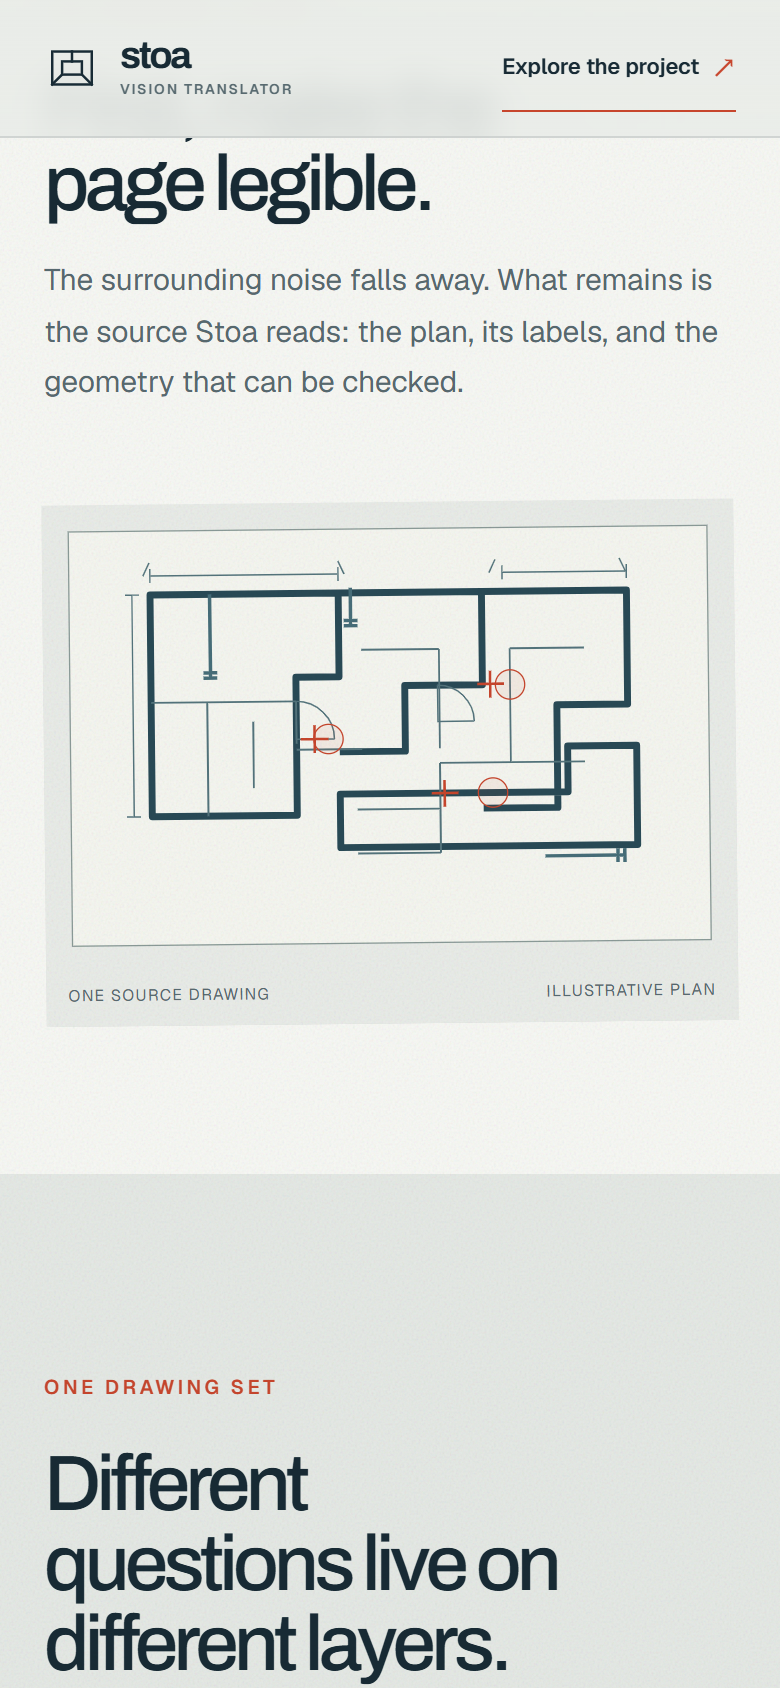 stoa
VISION TRANSLATOR
Explore the project ↗
page legible.
The surrounding noise falls away. What remains is
the source Stoa reads: the plan, its labels, and the
geometry that can be checked.
ONE SOURCE DRAWING
ILLUSTRATIVE PLAN
ONE DRAWING SET
Different
questions live on
different layers.